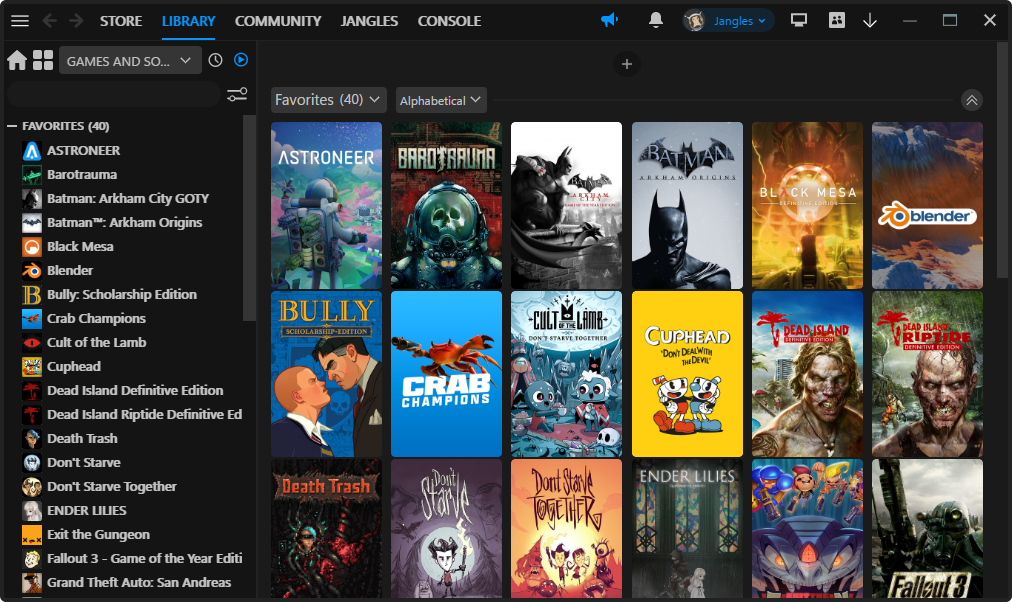 STORE LIBRARY COMMUNITY JANGLES CONSOLE Jangles
GAMES AND SO...
Favorites (40) Alphabetical
FAVORITES (40)
ASTRONEER
Barotrauma
Batman: Arkham City GOTY
Batman™: Arkham Origins
Black Mesa
Blender
Bully: Scholarship Edition
Crab Champions
Cult of the Lamb
Cuphead
Dead Island Definitive Edition
Dead Island Riptide Definitive Ed
Death Trash
Don't Starve
Don't Starve Together
ENDER LILIES
Exit the Gungeon
Fallout 3 - Game of the Year Editi
Grand Theft Auto: San Andreas
ASTRONEER
BAROTRAUMA
BATMAN
ARKHAM
CITY
BATMAN
ARKHAM ORIGINS
BLACK MESA
DEFINITIVE EDITION
blender
BULLY
SCHOLARSHIP-EDITION
CRAB
CHAMPIONS
CULT OF THE LAMB
DON'T STARVE TOGETHER
CUPHEAD
"DON'T DEAL WITH
THE DEVIL"
DEAD ISLAND
DEFINITIVE EDITION
DEAD ISLAND
RIPTIDE
DEFINITIVE EDITION
Death Trash
Don't
Starve
Dont Starve
TOGETHER
ENDER LILIES
Fallout 3